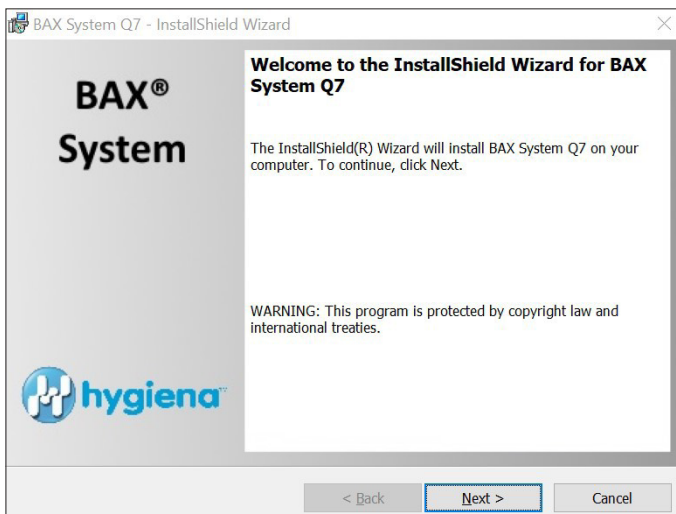 BAX System Q7 - InstallShield Wizard
BAX®
System
Welcome to the InstallShield Wizard for BAX
System Q7
The InstallShield(R) Wizard will install BAX System Q7 on your
computer. To continue, click Next.
WARNING: This program is protected by copyright law and
international treaties.
hygiena™
< Back
Next >
Cancel